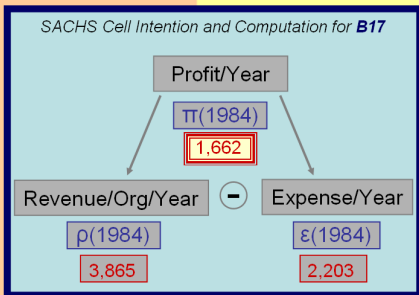 SACHS Cell Intention and Computation for B17
Profit/Year
π(1984)
1,662
Revenue/Org/Year - Expense/Year
ρ(1984) ε(1984)
3,865 2,203